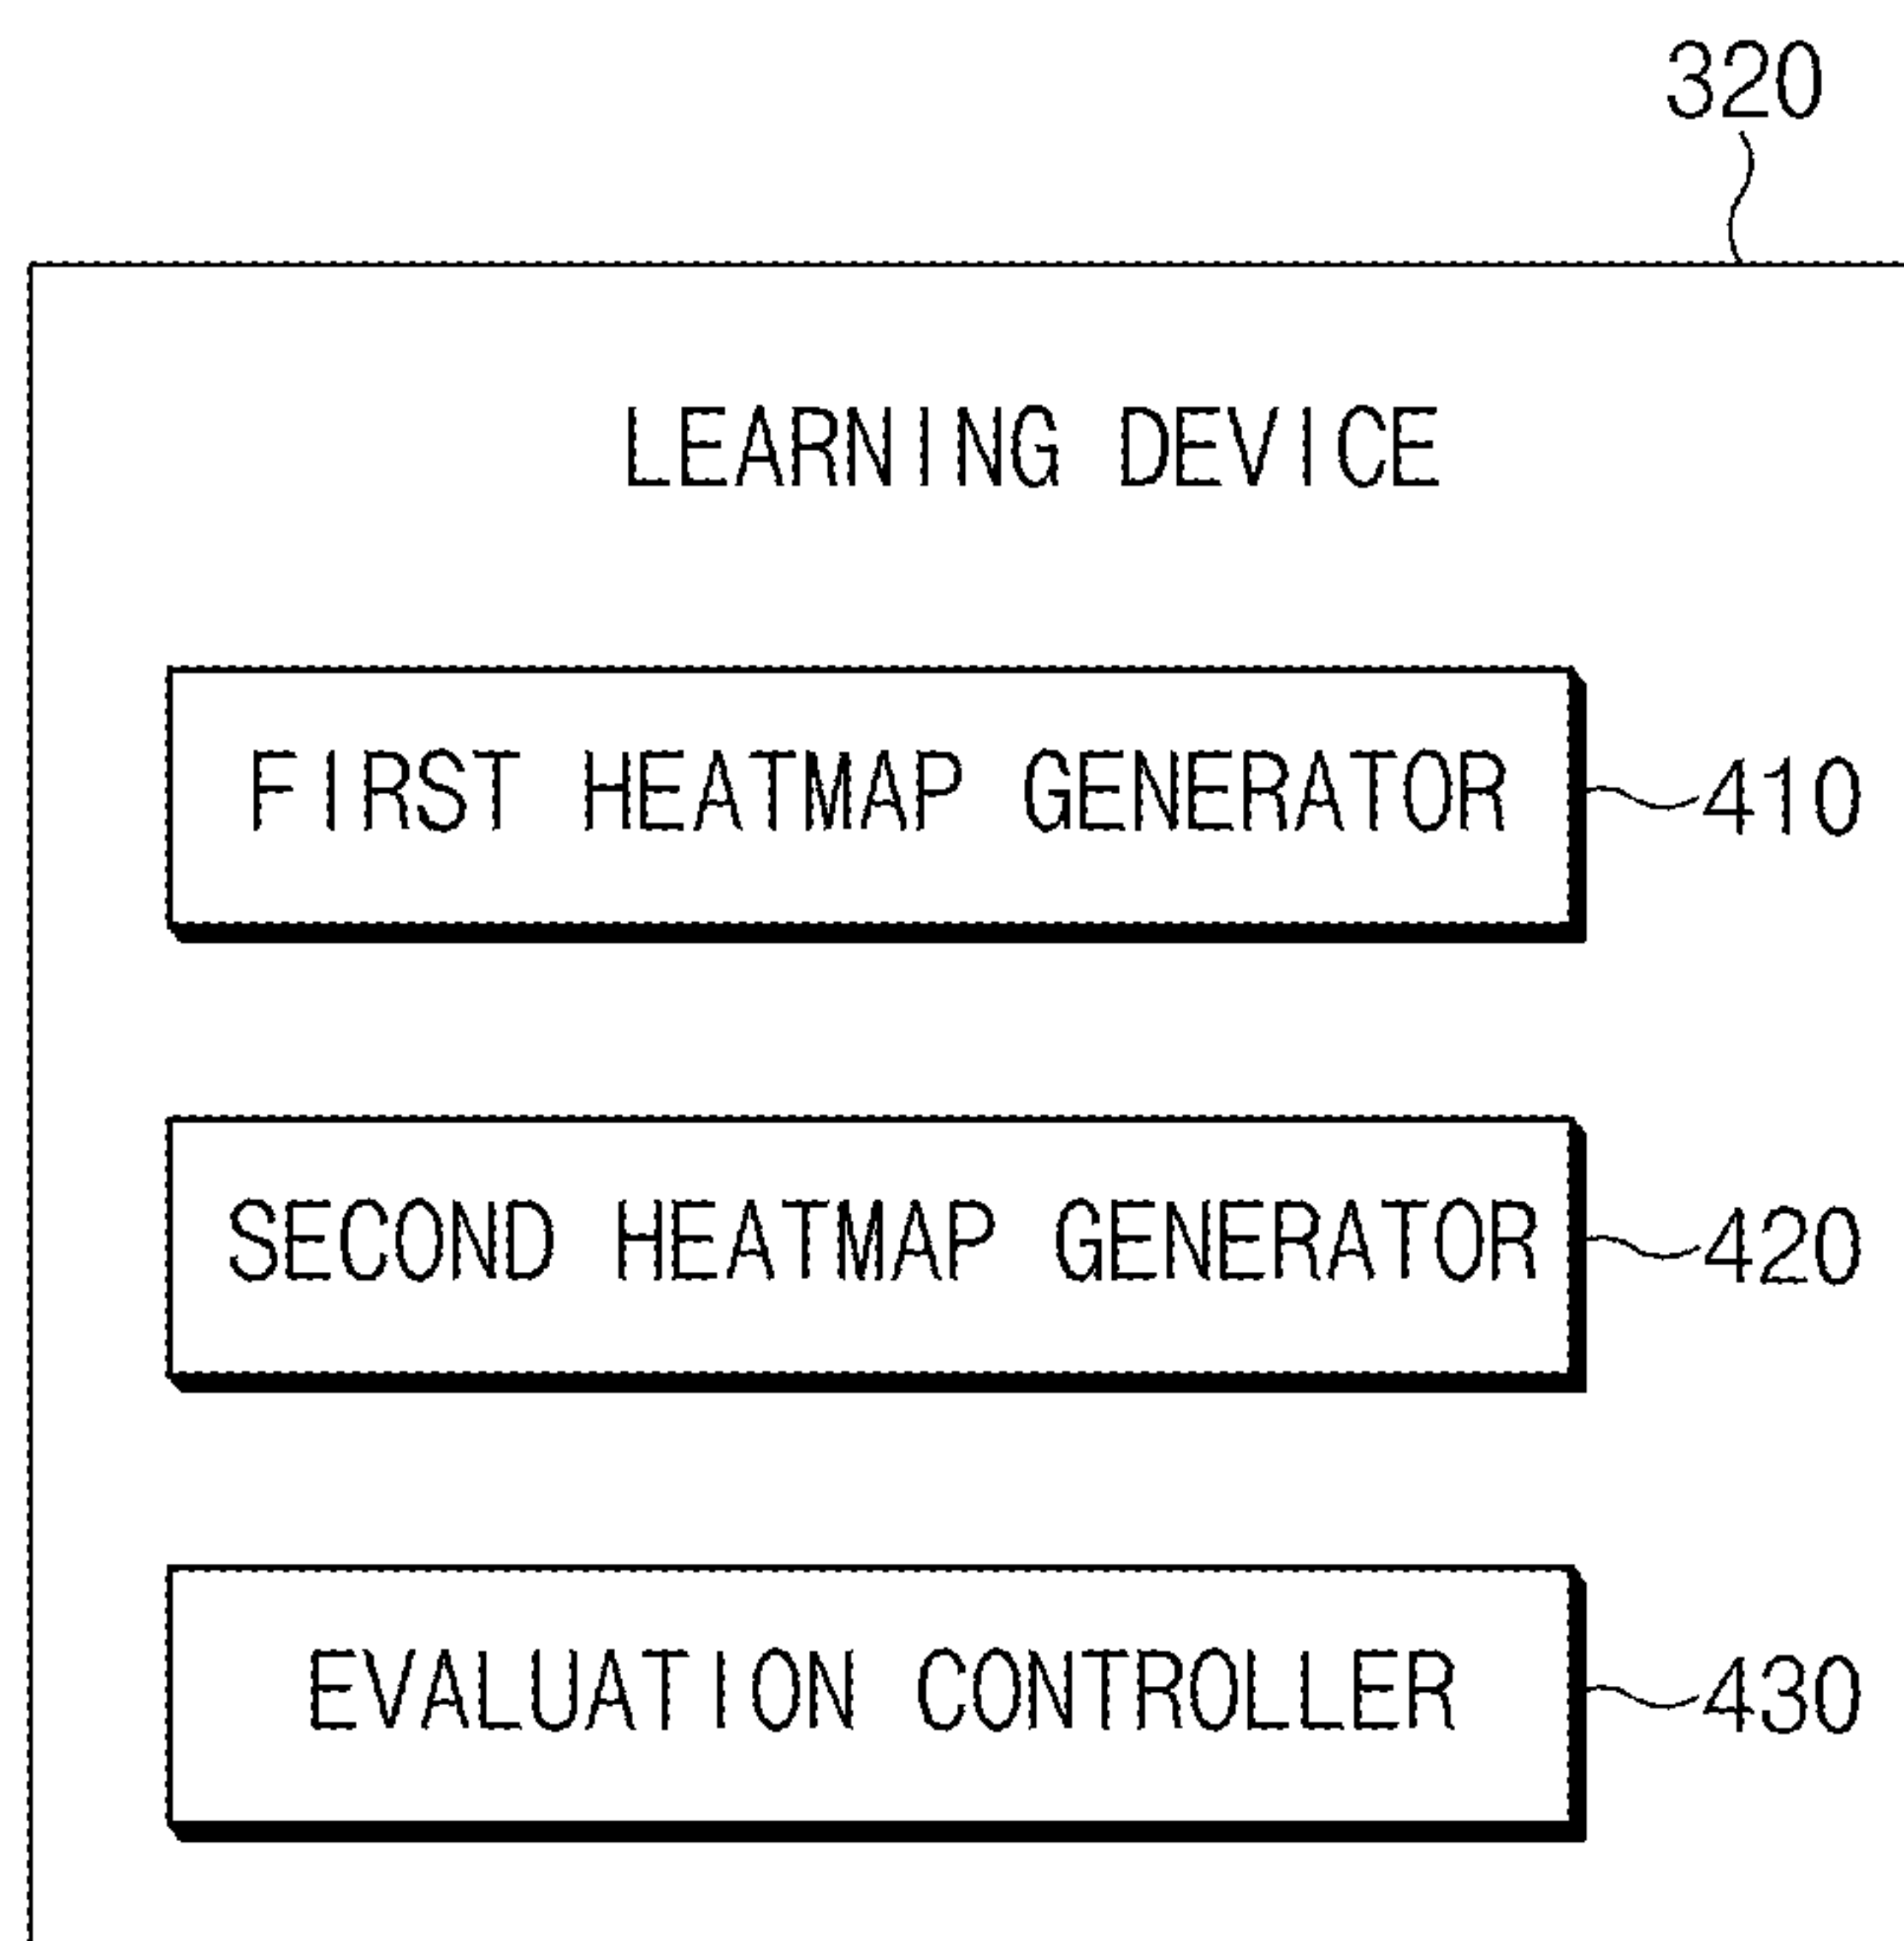 320
LEARNING DEVICE
FIRST HEATMAP GENERATOR 410
SECOND HEATMAP GENERATOR 420
EVALUATION CONTROLLER 430